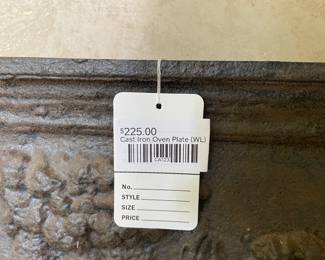 $225.00
Cast Iron Oven Plate (WL)
No.
STYLE
SIZE
PRICE